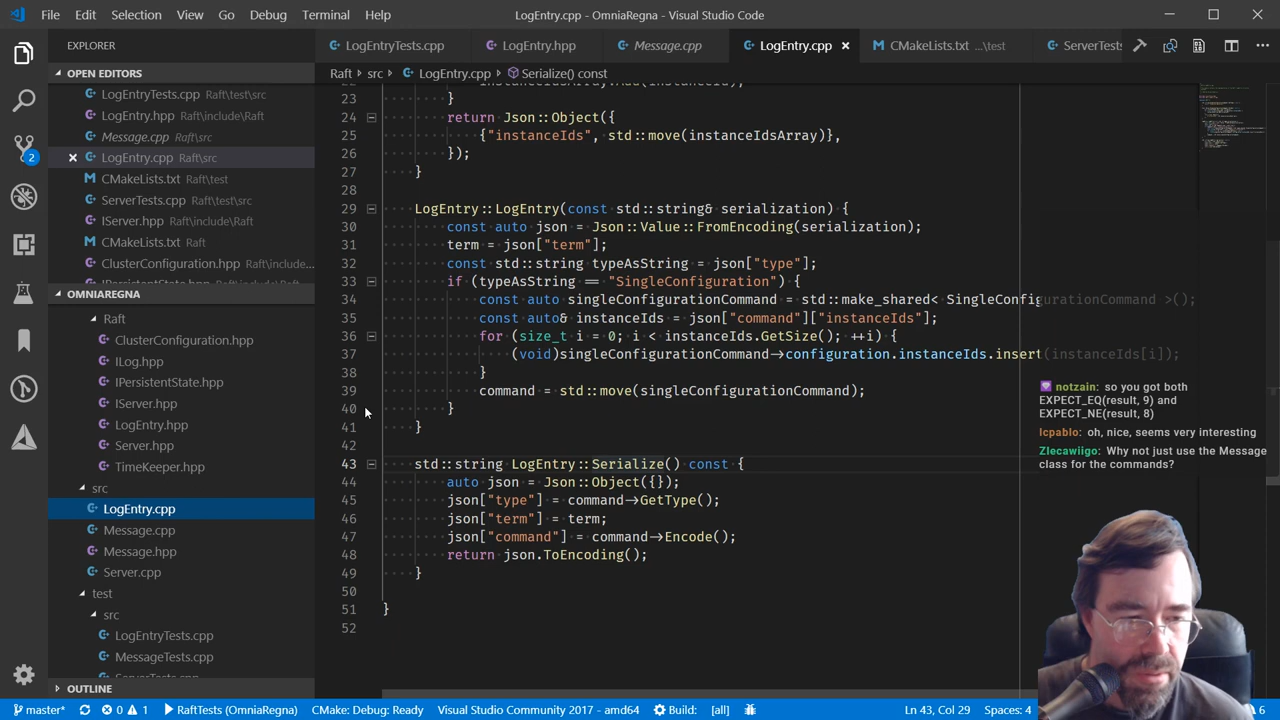 File Edit Selection View Go Debug Terminal Help
LogEntry.cpp - OmniaRegna - Visual Studio Code
EXPLORER
OPEN EDITORS
LogEntryTests.cpp Raft\test\src
LogEntry.hpp Raft\include\Raft
Message.cpp Raft\src
LogEntry.cpp Raft\src
CMakeLists.txt Raft\test
ServerTests.cpp Raft\test\src
IServer.hpp Raft\include\Raft
CMakeLists.txt Raft
ClusterConfiguration.hpp Raft\include...
OMNIAREGNA
Raft
ClusterConfiguration.hpp
ILog.hpp
IPersistentState.hpp
IServer.hpp
LogEntry.hpp
Server.hpp
TimeKeeper.hpp
src
LogEntry.cpp
Message.cpp
Message.hpp
Server.cpp
test
src
LogEntryTests.cpp
MessageTests.cpp
OUTLINE
2
LogEntryTests.cpp LogEntry.hpp Message.cpp LogEntry.cpp CMakeLists.txt ...\test ServerTests
Raft > src > LogEntry.cpp > Serialize() const
23 }
24 return Json::Object({
25 {"instanceIds", std::move(instanceIdsArray)},
26 });
27 }
28
29 LogEntry::LogEntry(const std::string& serialization) {
30 const auto json = Json::Value::FromEncoding(serialization);
31 term = json["term"];
32 const std::string typeAsString = json["type"];
33 if (typeAsString == "SingleConfiguration") {
34 const auto singleConfigurationCommand = std::make_shared< SingleConfigurationCommand >();
35 const auto& instanceIds = json["command"]["instanceIds"];
36 for (size_t i = 0; i < instanceIds.GetSize(); ++i) {
37 (void)singleConfigurationCommand->configuration.instanceIds.insert(instanceIds[i]);
38 }
39 command = std::move(singleConfigurationCommand);
40 }
41 }
42
43 std::string LogEntry::Serialize() const {
44 auto json = Json::Object({});
45 json["type"] = command->GetType();
46 json["term"] = term;
47 json["command"] = command->Encode();
48 return json.ToEncoding();
49 }
50
51 }
52
notzain: so you got both
EXPECT_EQ(result, 9) and
EXPECT_NE(result, 8)
lcpablo: oh, nice, seems very interesting
Zlecawiigo: Why not just use the Message
class for the commands?
master* 0 1 RaftTests (OmniaRegna) CMake: Debug: Ready Visual Studio Community 2017 - amd64 Build: [all] Ln 43, Col 29 Spaces: 4 6